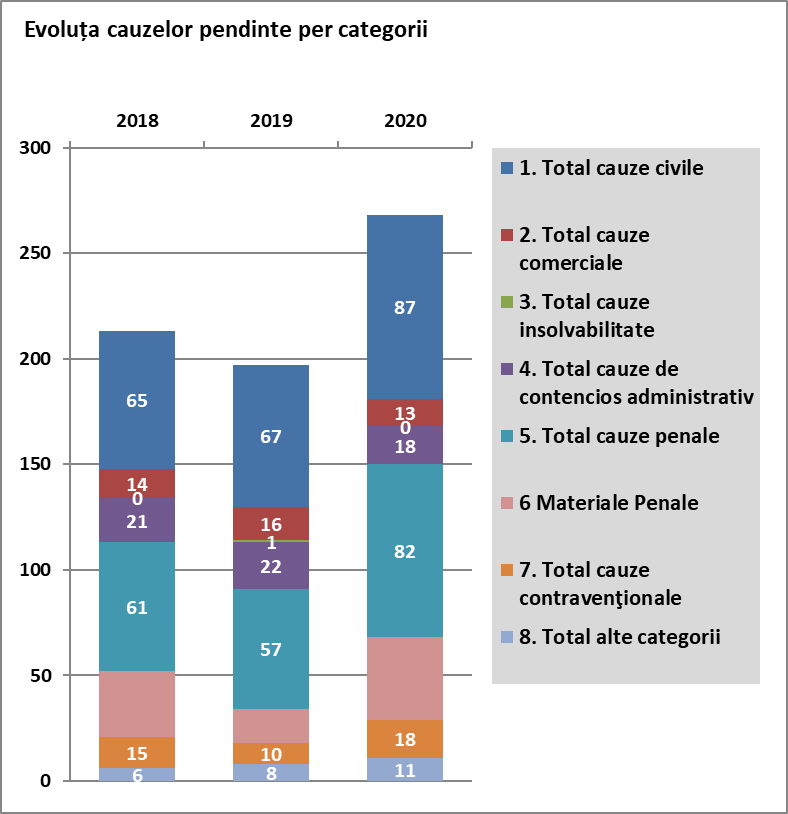 Evoluța cauzelor pendinte per categorii
2018 2019 2020
300
250
200
150
100
50
0
65
14
0
21
61
15
6
67
16
1
22
57
10
8
87
13
0
18
82
18
11
1. Total cauze civile
2. Total cauze
comerciale
3. Total cauze
insolvabilitate
4. Total cauze de
contencios administrativ
5. Total cauze penale
6 Materiale Penale
7. Total cauze
contravenţionale
8. Total alte categorii